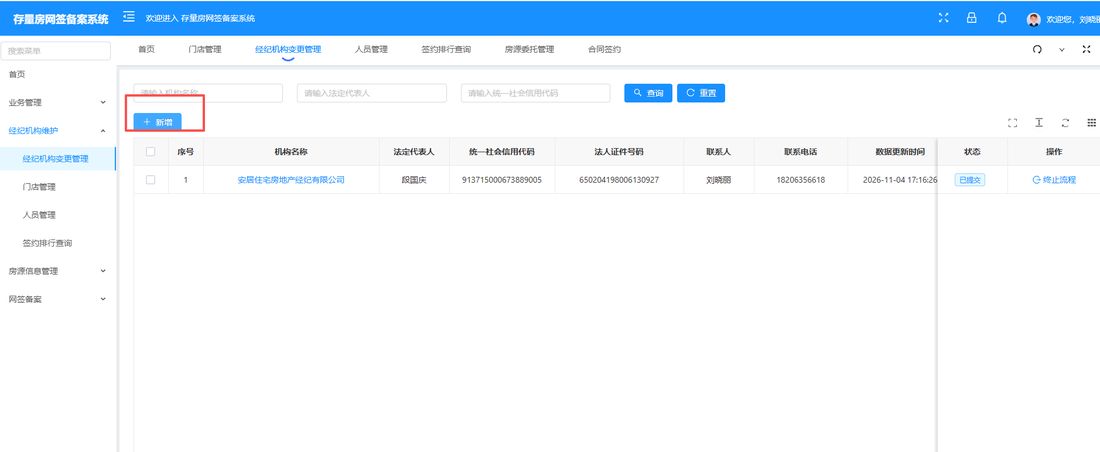 存量房网签备案系统 欢迎进入 存量房网签备案系统 欢迎您，刘晓丽
搜索菜单 首页 门店管理 经纪机构变更管理 人员管理 签约排行查询 房源委托管理 合同签约
首页
业务管理
经纪机构维护
经纪机构变更管理
门店管理
人员管理
签约排行查询
房源信息管理
网签备案
请输入机构名称 请输入法定代表人 请输入统一社会信用代码 查询 重置
新增
序号 机构名称 法定代表人 统一社会信用代码 法人证件号码 联系人 联系电话 数据更新时间 状态 操作
1 安居住宅房地产经纪有限公司 段国庆 913715000673889005 650204198006130927 刘晓丽 18206356618 2026-11-04 17:16:26 已提交 终止流程